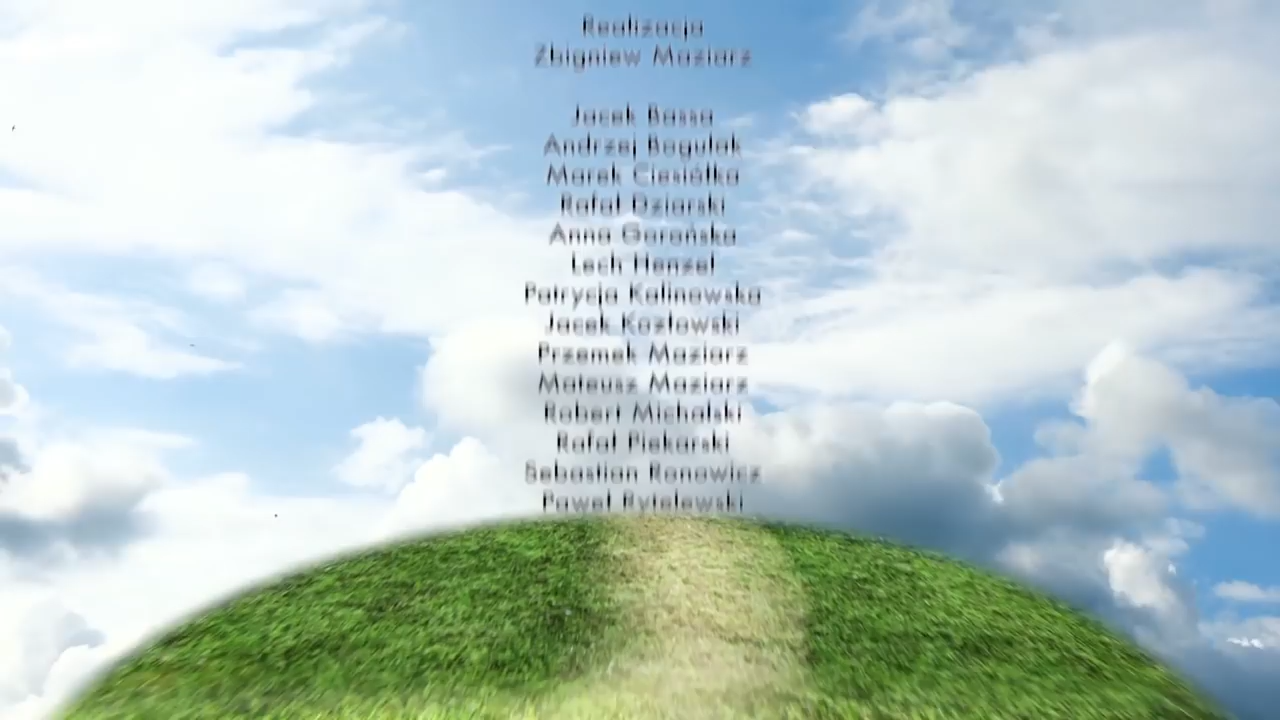 Realizacja
Zbigniew Maziarz
Jacek Bassa
Andrzej Bogulak
Marek Ciesiółka
Rafał Dziarski
Anna Garańska
Lech Henzel
Patrycja Kalinowska
Jacek Kozłowski
Przemek Maziarz
Mateusz Maziarz
Robert Michalski
Rafał Piekarski
Sebastian Ronowicz
Paweł Rytelewski